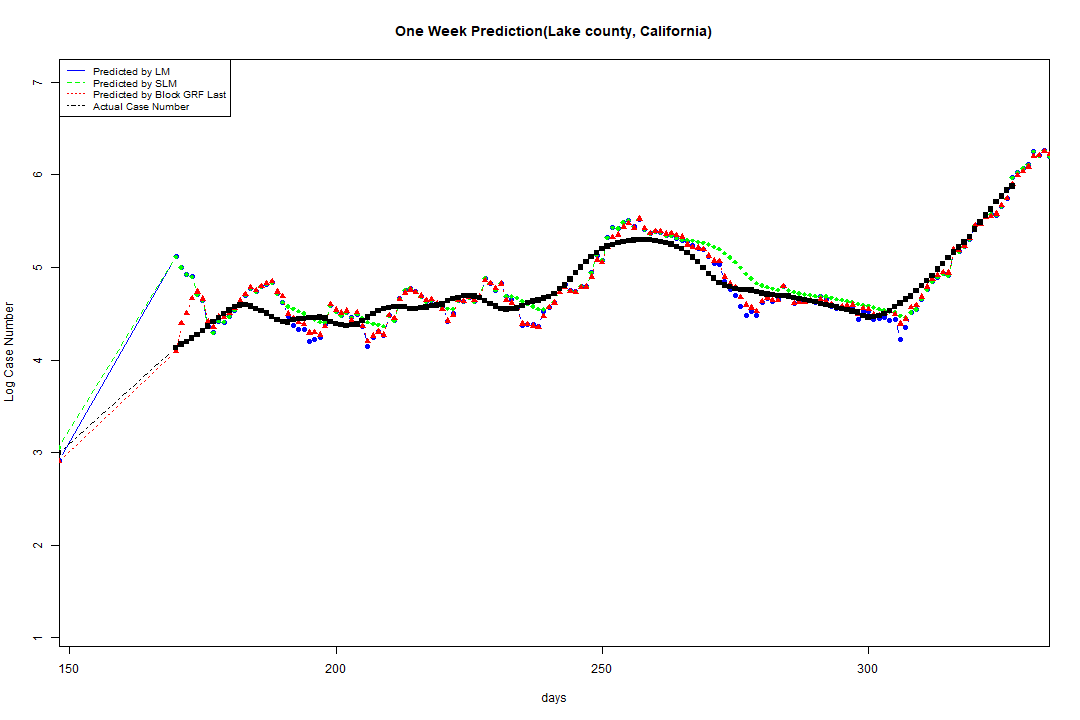 One Week Prediction(Lake county, California)
Predicted by LM
Predicted by SLM
Predicted by Block GRF Last
Actual Case Number
7
6
5
4
3
2
1
Log Case Number
150 200 250 300
days